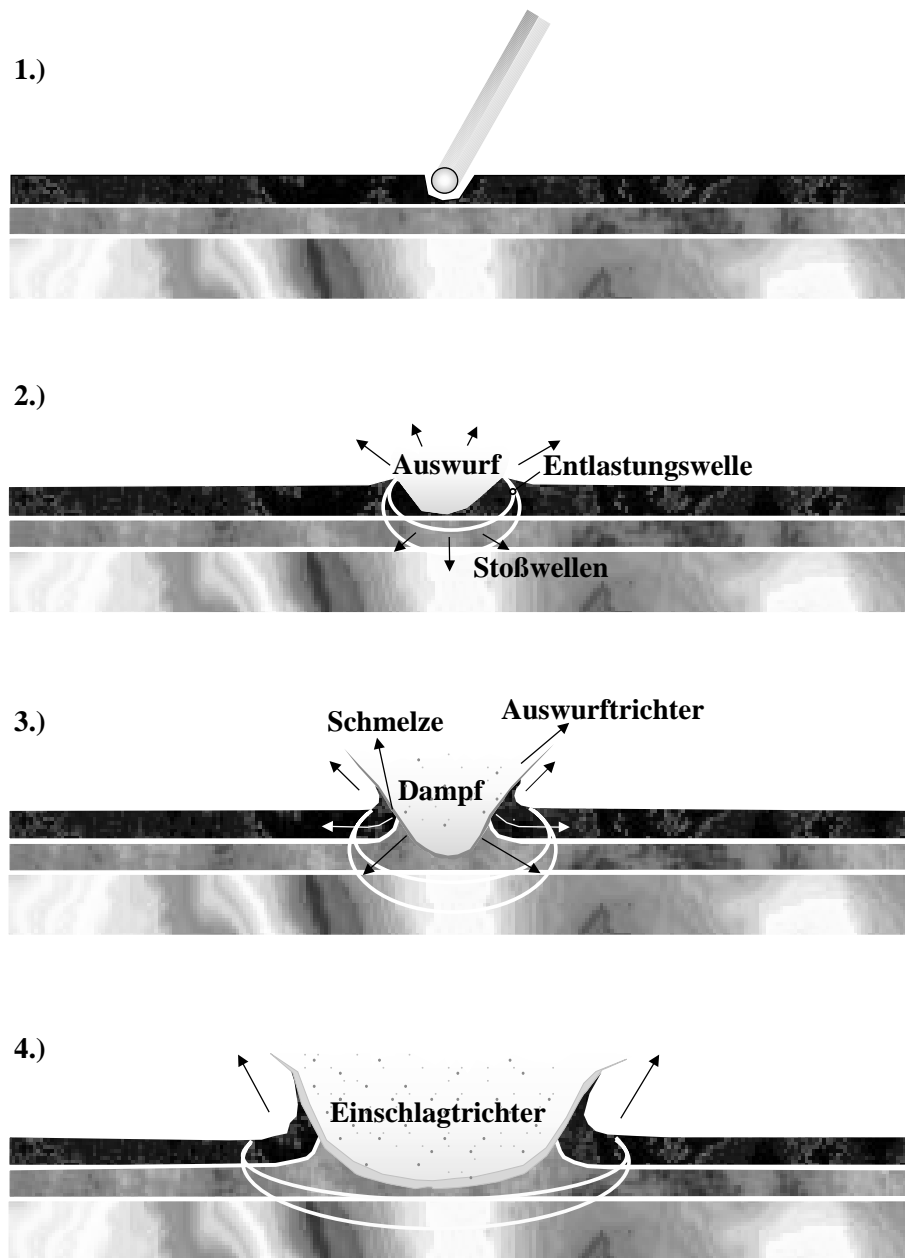 1.)
2.)
Auswurf
Entlastungswelle
Stoßwellen
3.)
Auswurftrichter
Schmelze
Dampf
4.)
Einschlagtrichter